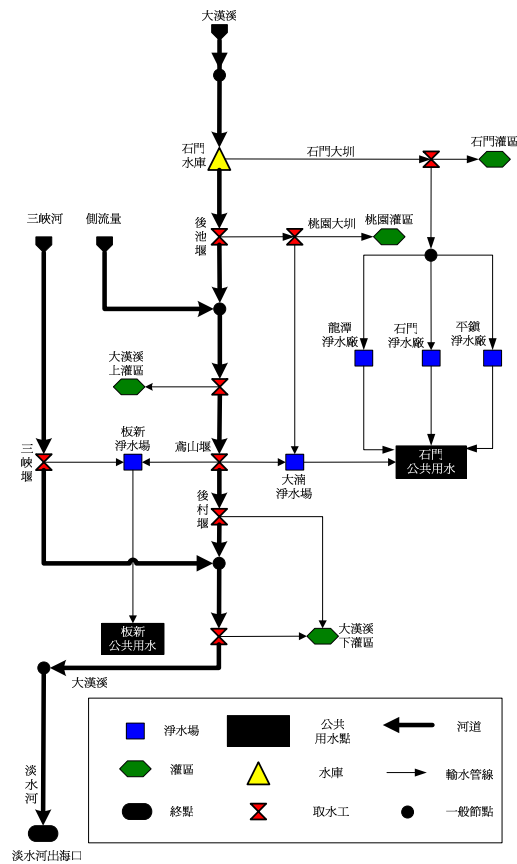 大漢溪
石門
水庫
石門大圳
石門灌區
三峽河
側流量
後
池
堰
桃園大圳
桃園灌區
龍潭
淨水廠
石門
淨水廠
平鎮
淨水廠
大漢溪
上灌區
三
峽
堰
板新
淨水場
鳶山堰
大湳
淨水場
石門
公共用水
後
村
堰
板新
公共用水
大漢溪
下灌區
大漢溪
淡
水
河
淡水河出海口
淨水場
公共
用水點
河道
灌區
水庫
輸水管線
終點
取水工
一般節點